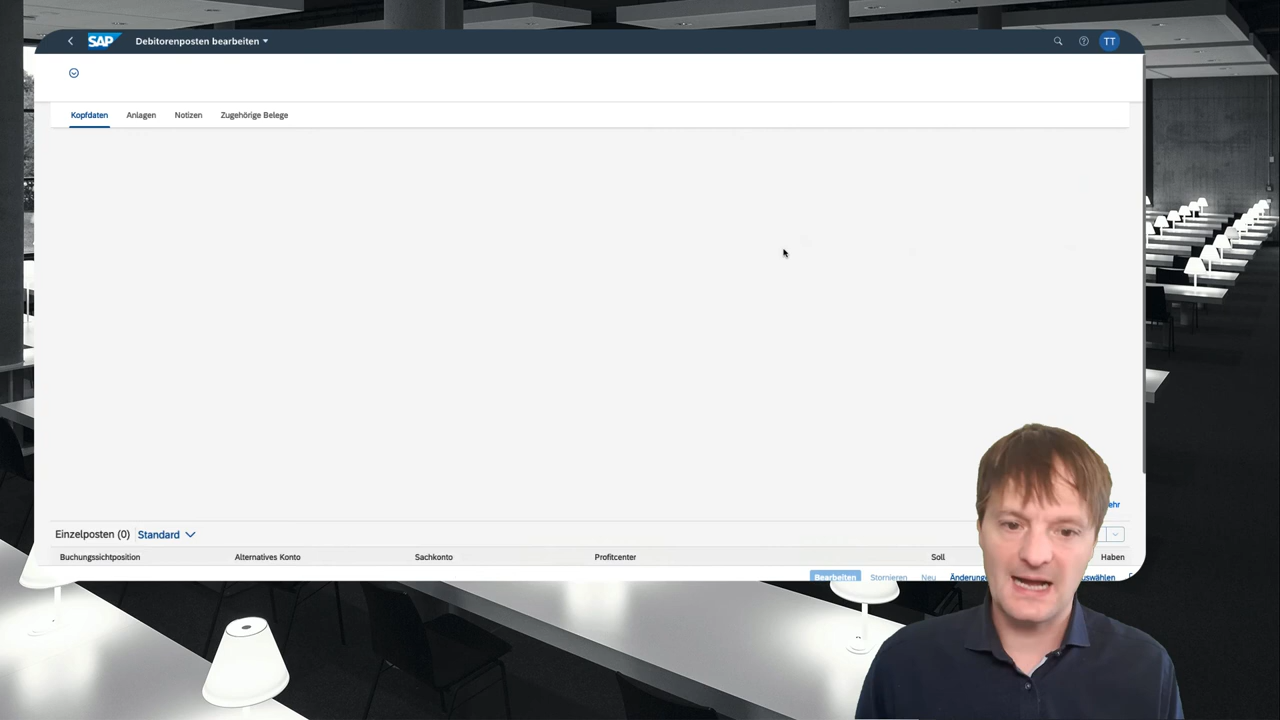 SAP Debitorenposten bearbeiten TT
Kopfdaten Anlagen Notizen Zugehörige Belege
Einzelposten (0) Standard
Buchungssichtposition Alternatives Konto Sachkonto Profitcenter Soll Haben
Bearbeiten Stornieren Neu